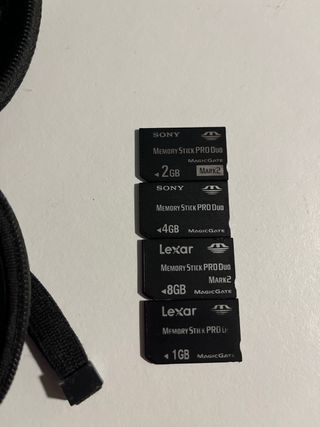 SONY
MEMORY STICK PRO DUO
MAGICGATE
2GB MARK2
SONY
MEMORY STICK PRO DUO
MAGICGATE
4GB
Lexar
MEMORY STICK PRO DUO
MARK2
8GB MAGICGATE
Lexar
MEMORY STICK PRO
1GB MAGICGATE